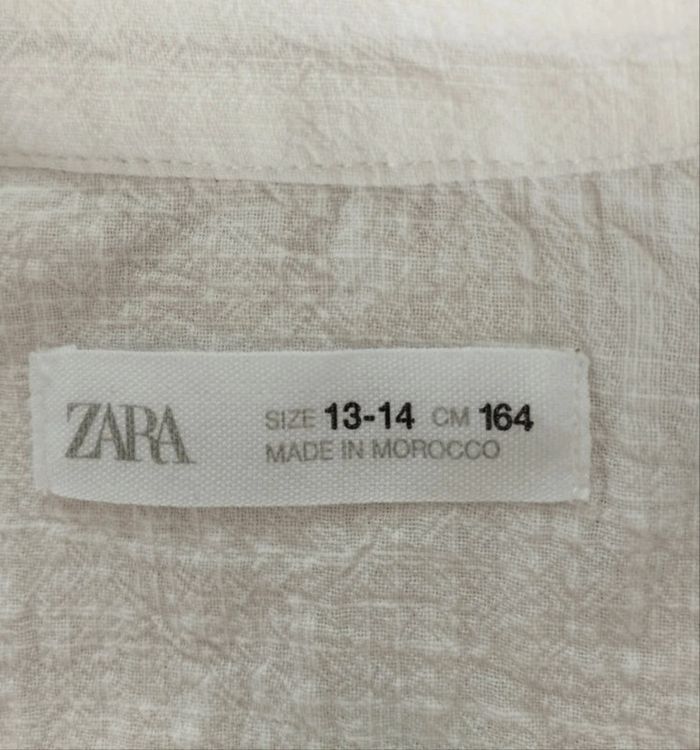 ZARA
SIZE 13-14 CM 164
MADE IN MOROCCO